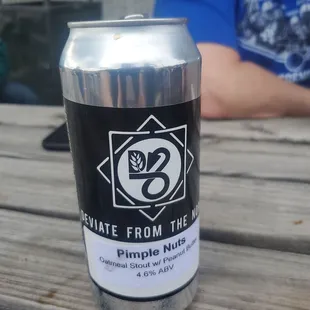 DEVIATE FROM THE
Pimple Nuts
Oatmeal Stout w/ Peanut
4.6% ABV